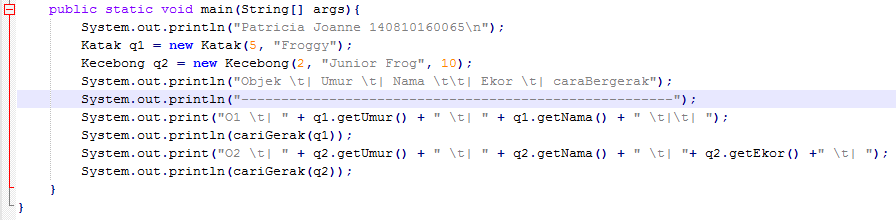 public static void main(String[] args){
System.out.println("Patricia Joanne 140810160065\n");
Katak q1 = new Katak(5, "Froggy");
Kecebong q2 = new Kecebong(2, "Junior Frog", 10);
System.out.println("Objek \t| Umur \t| Nama \t\t| Ekor \t| caraBergerak");
System.out.println("------------------------------------------------------");
System.out.print("O1 \t| " + q1.getUmur() + " \t| " + q1.getNama() + " \t|\t| ");
System.out.println(cariGerak(q1));
System.out.print("O2 \t| " + q2.getUmur() + " \t| " + q2.getNama() + " \t| "+ q2.getEkor() +" \t| ");
System.out.println(cariGerak(q2));
}
}